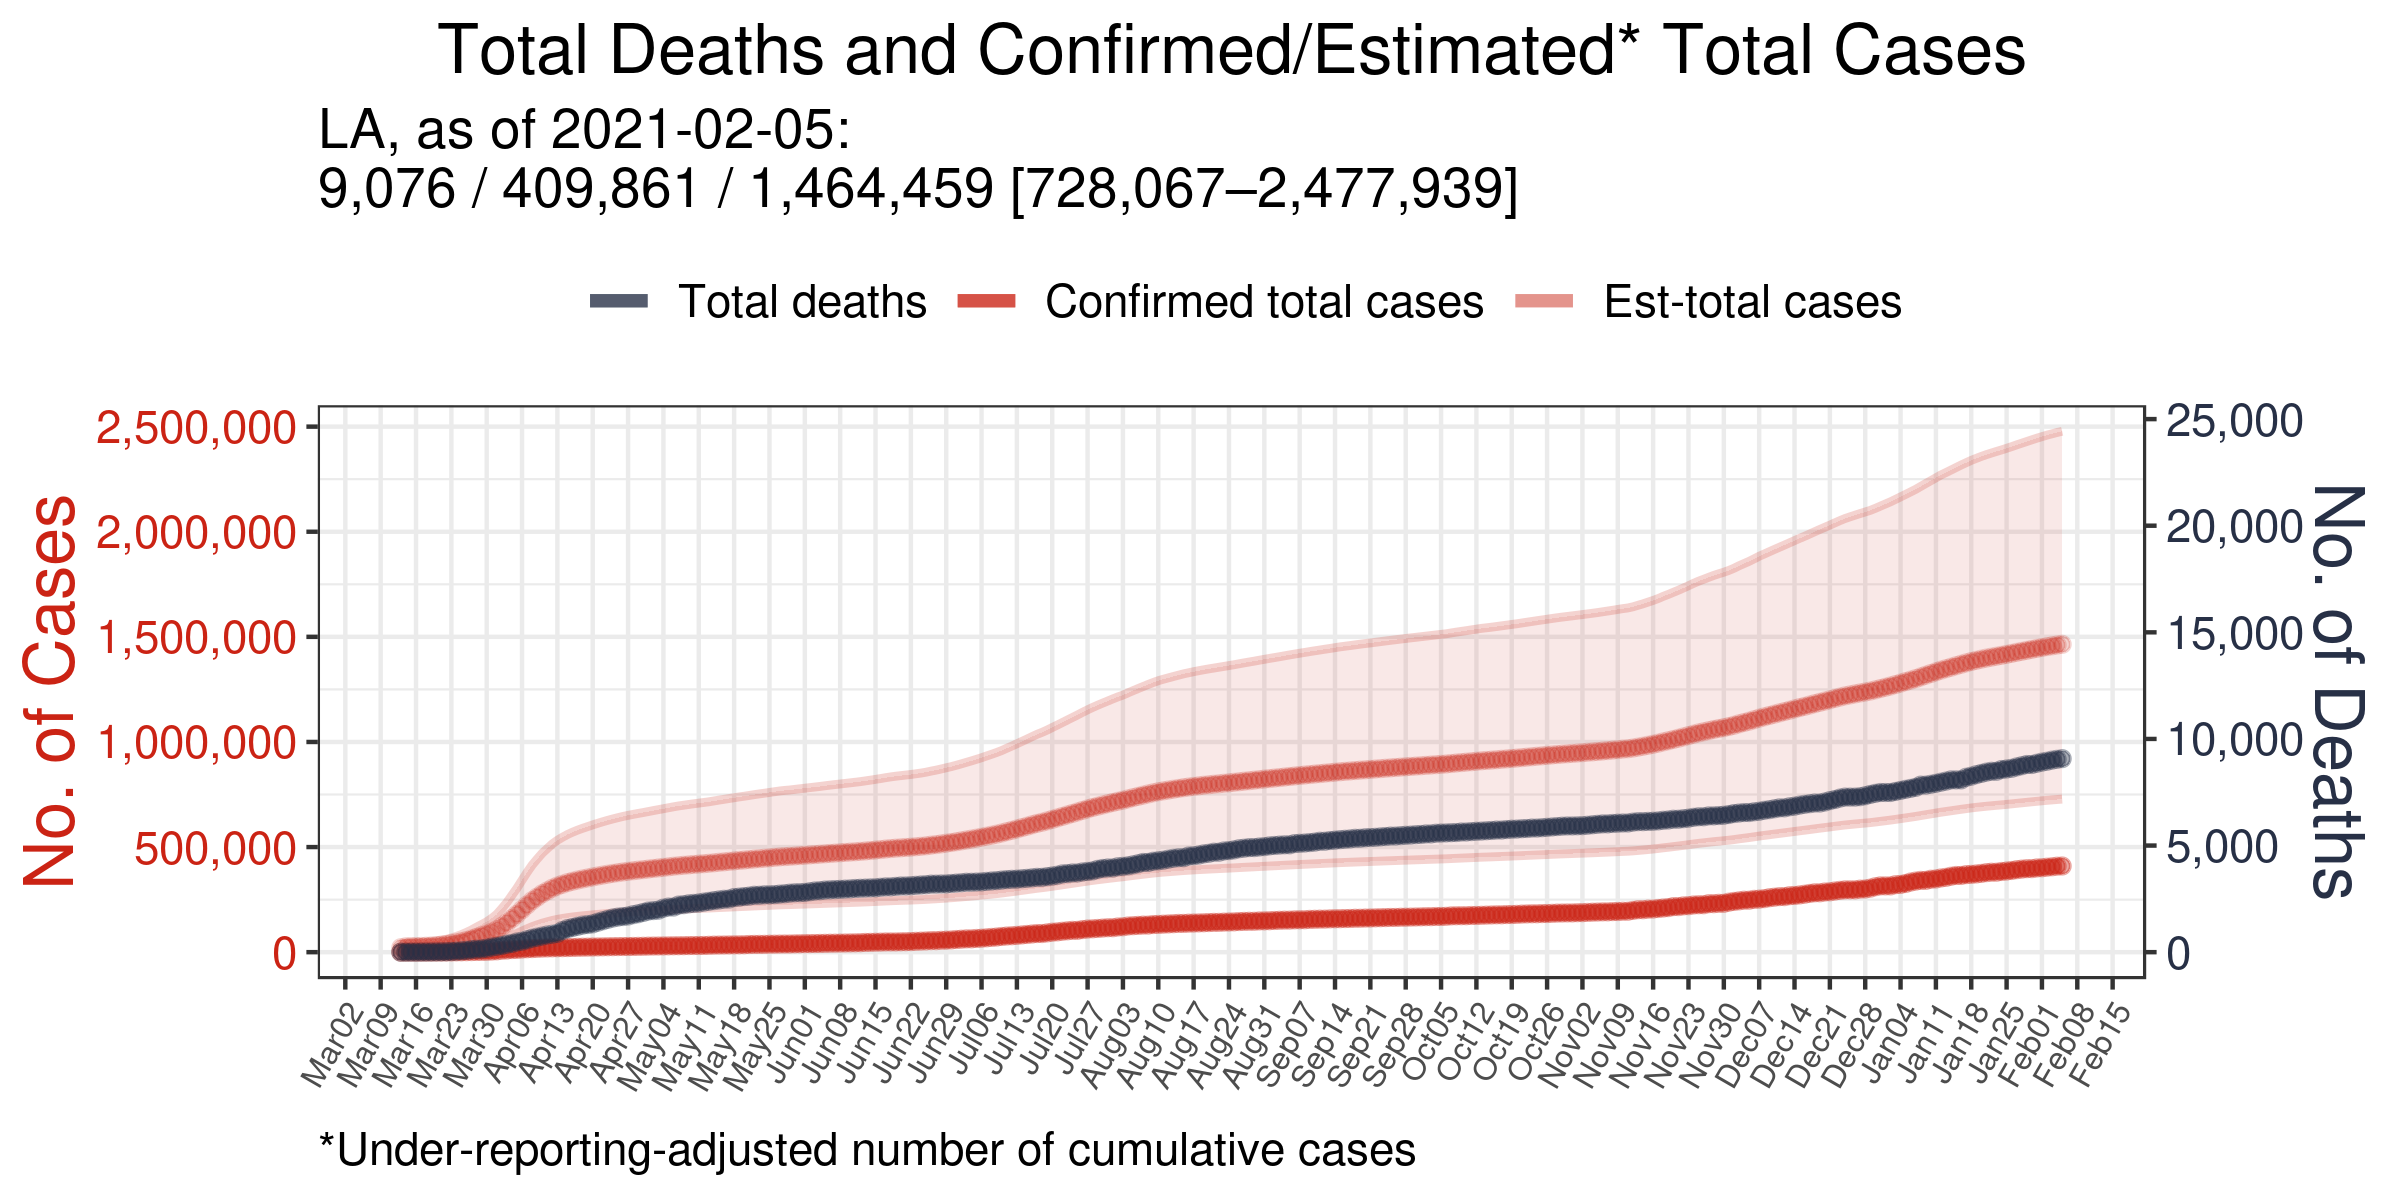 Total Deaths and Confirmed/Estimated* Total Cases
LA, as of 2021-02-05:
9,076 / 409,861 / 1,464,459 [728,067–2,477,939]
Total deaths
Confirmed total cases
Est-total cases
No. of Cases
2,500,000
2,000,000
1,500,000
1,000,000
500,000
0
25,000
20,000
15,000
10,000
5,000
0
No. of Deaths
Mar02
Mar09
Mar16
Mar23
Mar30
Apr06
Apr13
Apr20
Apr27
May04
May11
May18
May25
Jun01
Jun08
Jun15
Jun22
Jun29
Jul06
Jul13
Jul20
Jul27
Aug03
Aug10
Aug17
Aug24
Aug31
Sep07
Sep14
Sep21
Sep28
Oct05
Oct12
Oct19
Oct26
Nov02
Nov09
Nov16
Nov23
Nov30
Dec07
Dec14
Dec21
Dec28
Jan04
Jan11
Jan18
Jan25
Feb01
Feb08
Feb15
*Under-reporting-adjusted number of cumulative cases